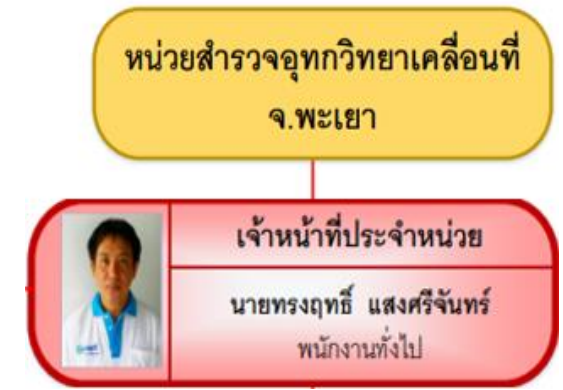 หน่วยสำรวจอุทกวิทยาเคลื่อนที่
จ.พะเยา
เจ้าหน้าที่ประจำหน่วย
นายทรงฤทธิ์ แสงศรีจันทร์
พนักงานทั่งไป